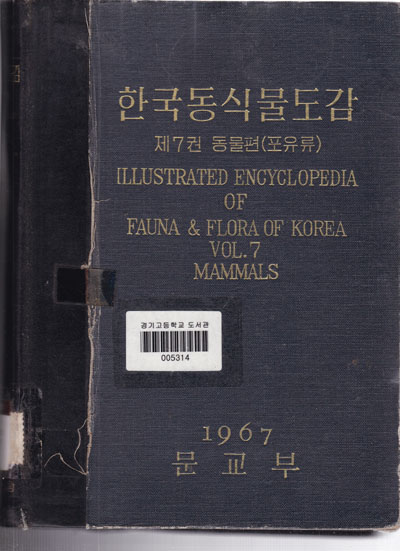 한국동식물도감
제7권 동물편(포유류)
ILLUSTRATED ENCYCLOPEDIA
OF
FAUNA & FLORA OF KOREA
VOL.7
MAMMALS
경기고등학교 도서관
005314
1967
문교부